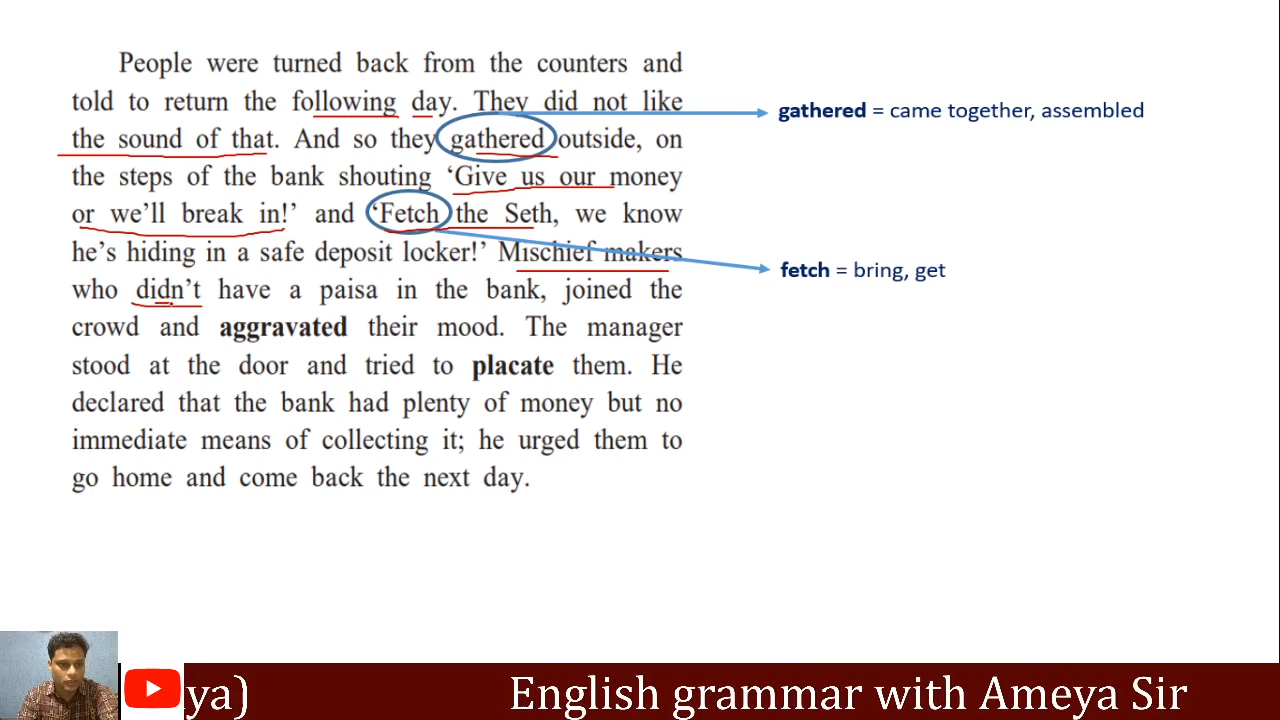 People were turned back from the counters and
told to return the following day. They did not like
the sound of that. And so they gathered outside, on
the steps of the bank shouting ‘Give us our money
or we’ll break in!’ and ‘Fetch the Seth, we know
he’s hiding in a safe deposit locker!’ Mischief makers
who didn’t have a paisa in the bank, joined the
crowd and aggravated their mood. The manager
stood at the door and tried to placate them. He
declared that the bank had plenty of money but no
immediate means of collecting it; he urged them to
go home and come back the next day.
gathered = came together, assembled
fetch = bring, get
ya) English grammar with Ameya Sir